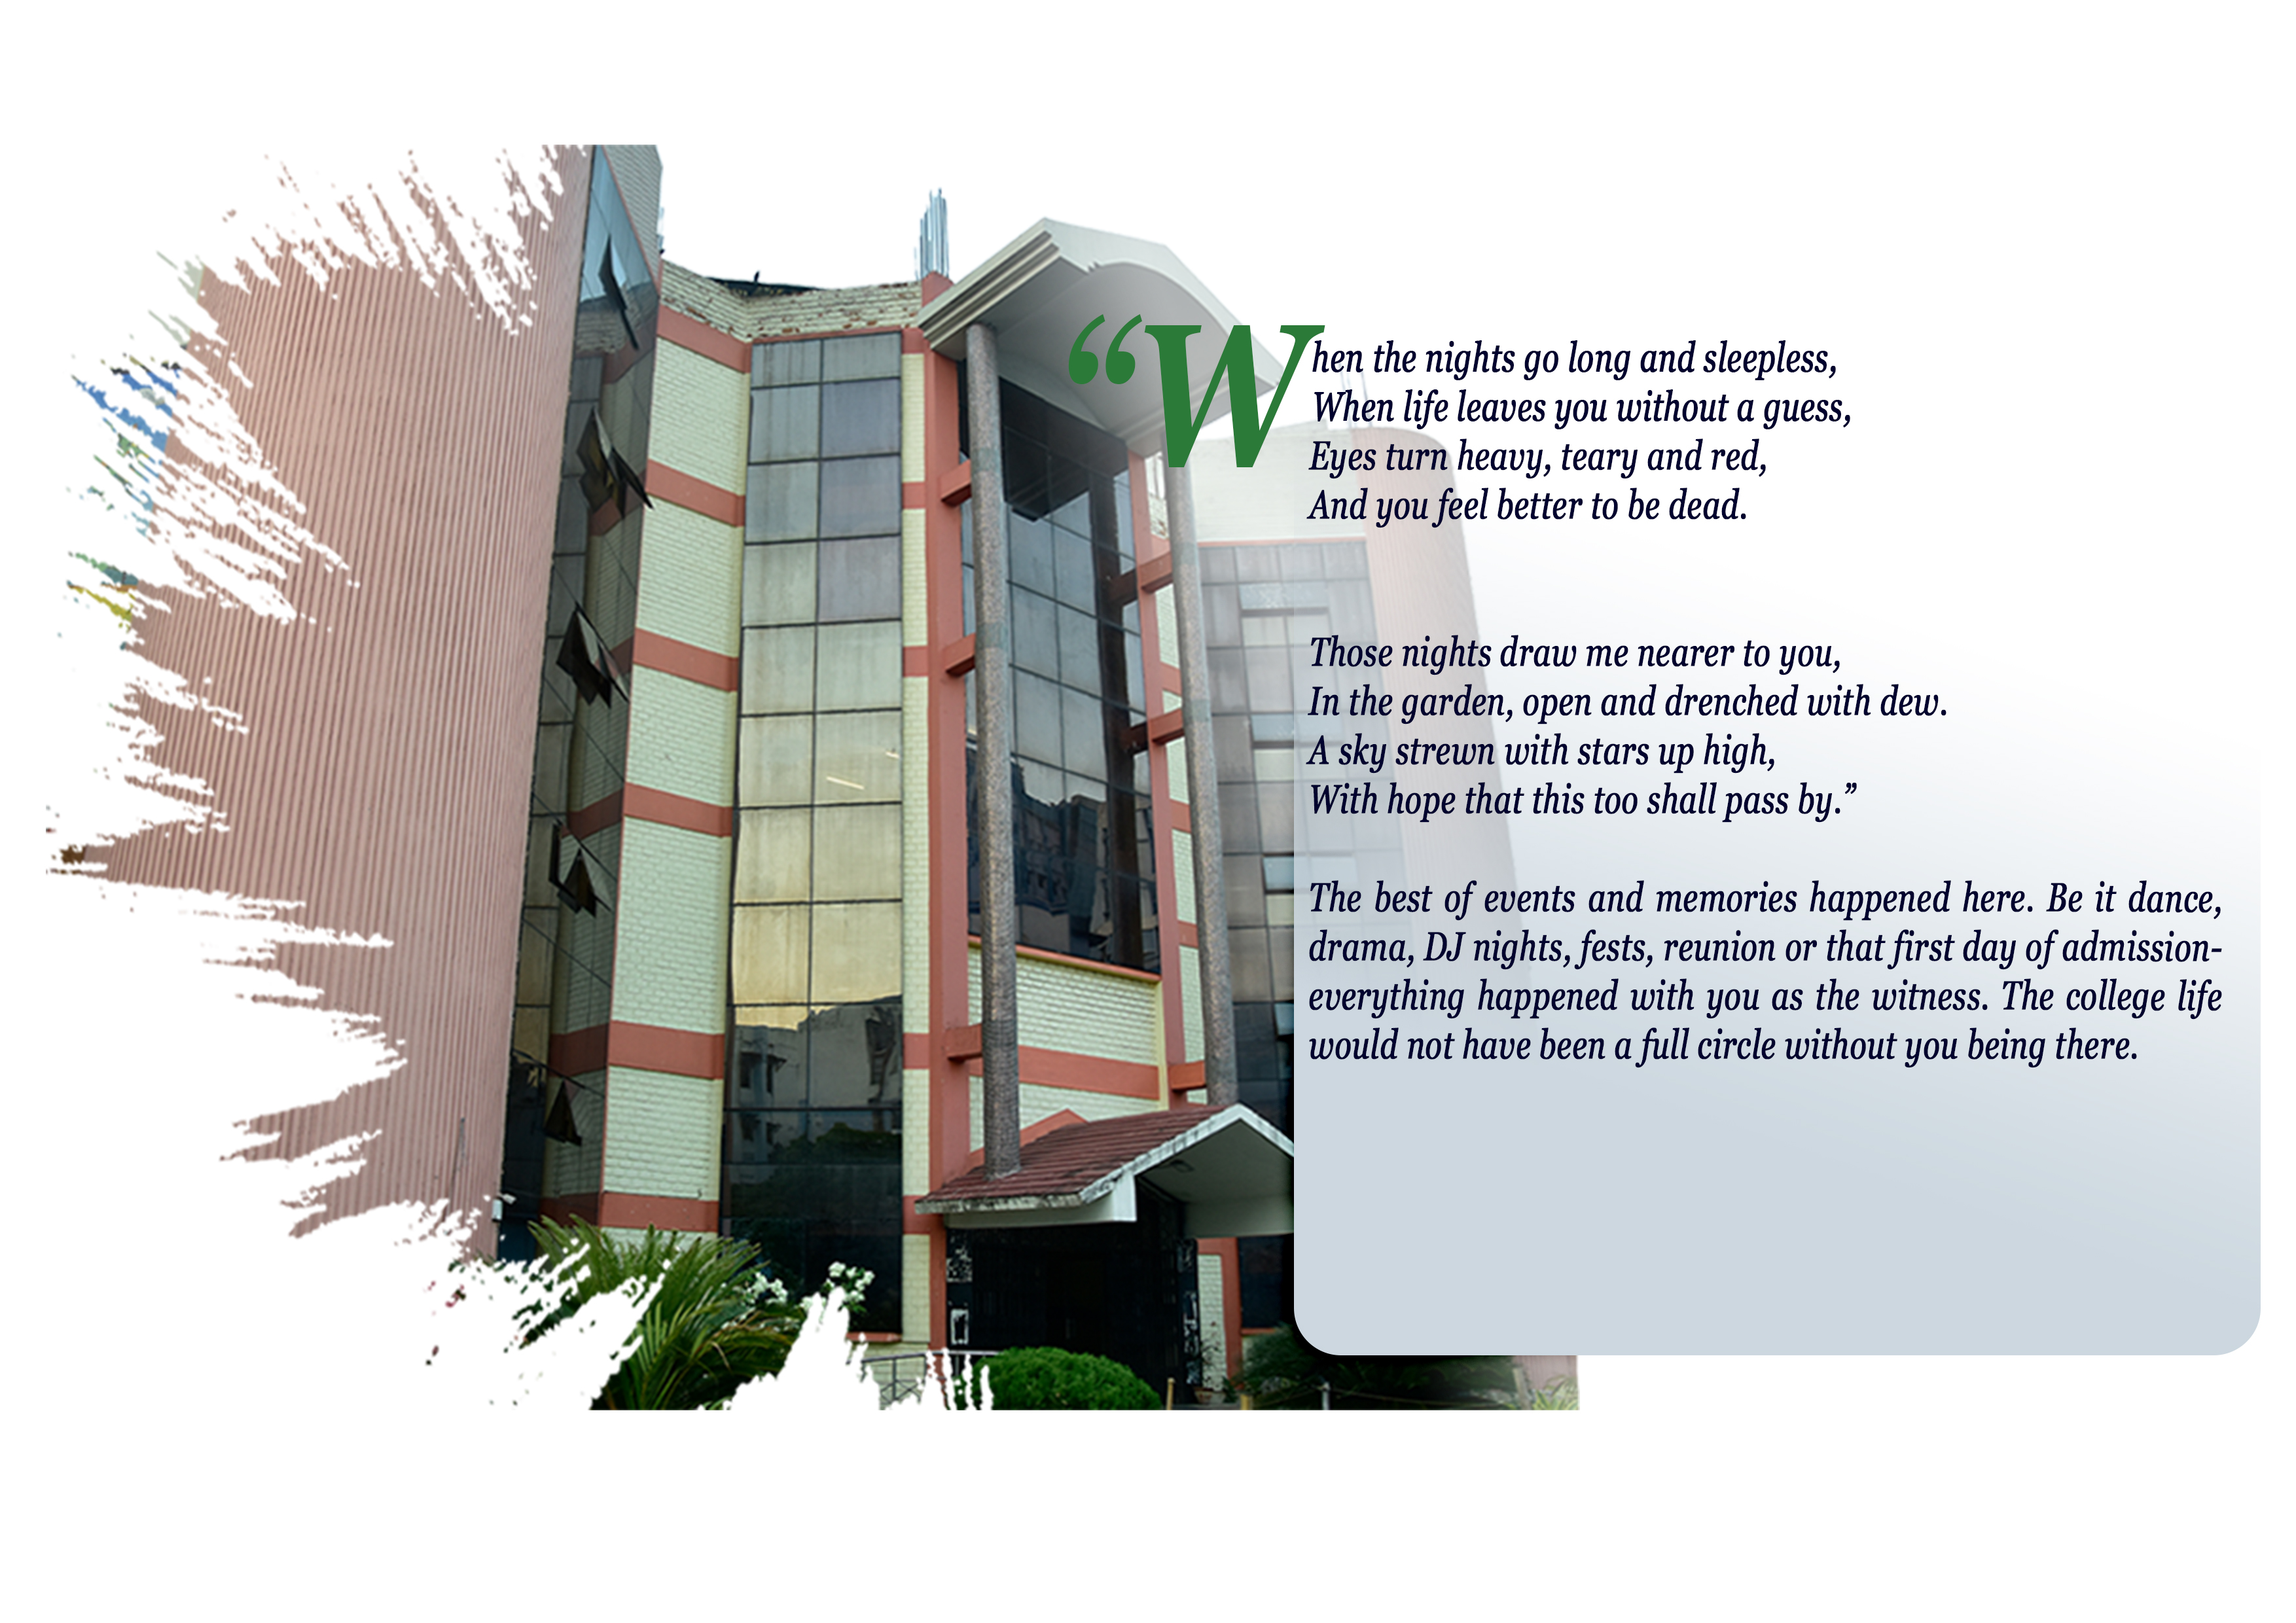 “When the nights go long and sleepless,
When life leaves you without a guess,
Eyes turn heavy, teary and red,
And you feel better to be dead.
Those nights draw me nearer to you,
In the garden, open and drenched with dew.
A sky strewn with stars up high,
With hope that this too shall pass by.”
The best of events and memories happened here. Be it dance,
drama, DJ nights, fests, reunion or that first day of admission-
everything happened with you as the witness. The college life
would not have been a full circle without you being there.